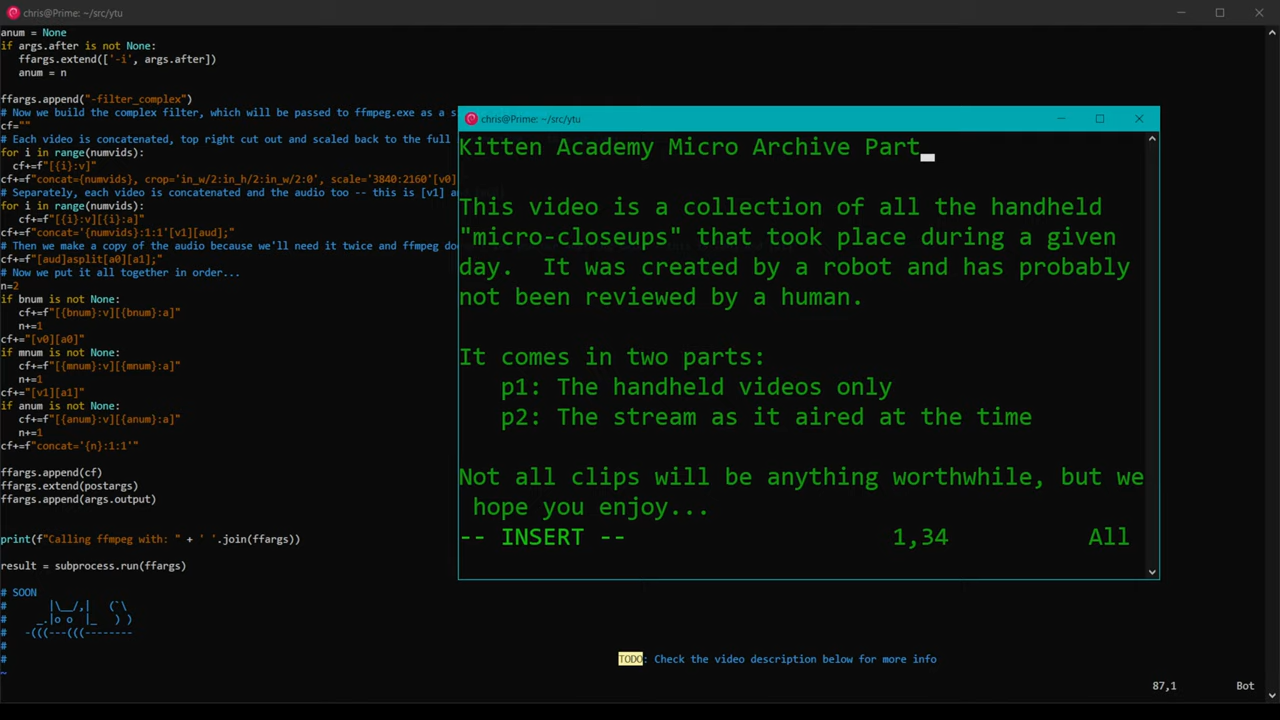 chris@Prime: ~/src/ytu
anum = None
if args.after is not None:
   ffargs.extend(['-i', args.after])
   anum = n

ffargs.append("-filter_complex")
# Now we build the complex filter, which will be passed to ffmpeg.exe as a s
cf=""
# Each video is concatenated, top right cut out and scaled back to the full
for i in range(numvids):
  cf+=f"[{i}:v]"
cf+=f"concat={numvids}, crop='in_w/2:in_h/2:in_w/2:0', scale='3840:2160'[v0]
# Separately, each video is concatenated and the audio too -- this is [v1] a
for i in range(numvids):
   cf+=f"[{i}:v][{i}:a]
cf+=f"concat='{numvids}:1:1'[v1][aud];"
# Then we make a copy of the audio because we'll need it twice and ffmpeg do
cf+="[aud]asplit[a0][a1];"
# Now we put it all together in order...
n=2
if bnum is not None:
   cf+=f"[{bnum}:v][{bnum}:a]"
   n+=1
cf+="[v0][a0]"
if mnum is not None:
   cf+=f"[{mnum}:v][{mnum}:a]"
   n+=1
cf+="[v1][a1]"
if anum is not None:
   cf+=f"[{anum}:v][{anum}:a]"
   n+=1
cf+=f"concat='{n}:1:1'"

ffargs.append(cf)
ffargs.extend(postargs)
ffargs.append(args.output)

print(f"Calling ffmpeg with: " + ' '.join(ffargs))

result = subprocess.run(ffargs)

# SOON
#      |\__/,|   (`\
#    _.|o o  |_   ) )
#  -(((---(((--------
#
#
~
chris@Prime: ~/src/ytu
Kitten Academy Micro Archive Part

This video is a collection of all the handheld
"micro-closeups" that took place during a given
day.  It was created by a robot and has probably
not been reviewed by a human.

It comes in two parts:
   p1: The handheld videos only
   p2: The stream as it aired at the time

Not all clips will be anything worthwhile, but we
 hope you enjoy...
-- INSERT -- 1,34 All
TODO: Check the video description below for more info
87,1 Bot